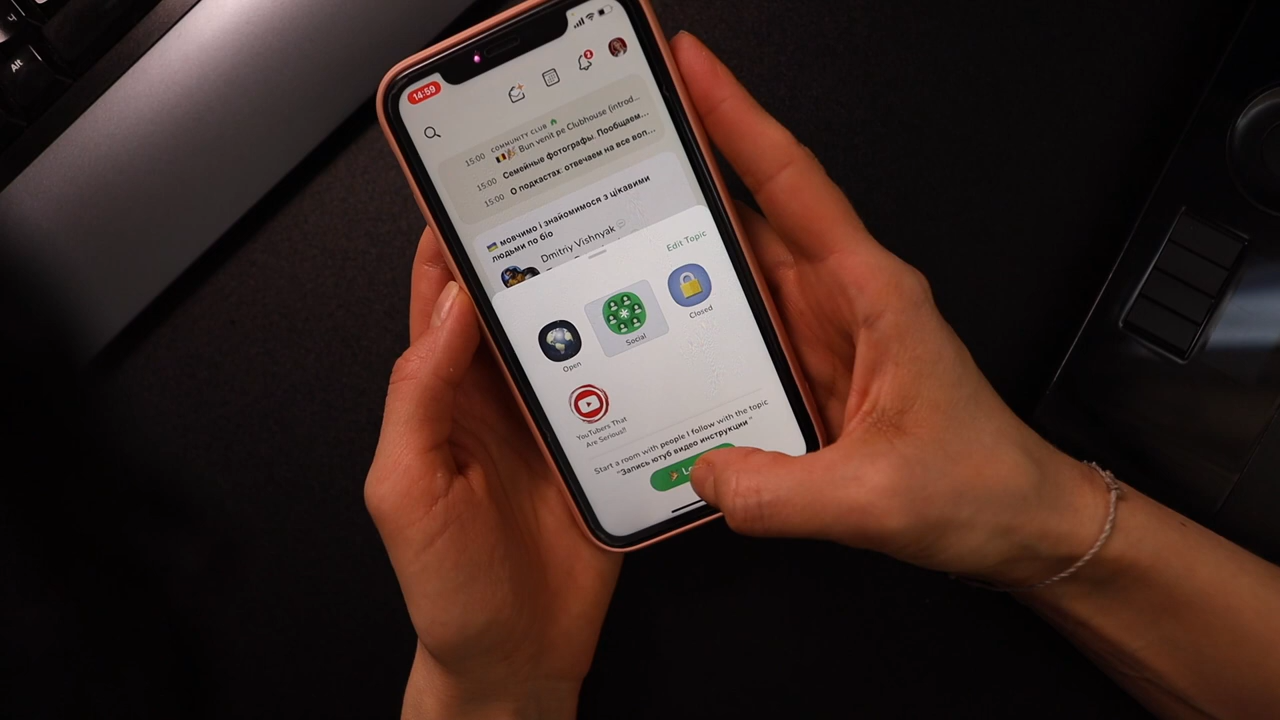 Alt
14:59
2
COMMUNITY CLUB
15:00 Bun venit pe Clubhouse (introd...
15:00 Семейные фотографы. Пообщаем...
15:00 О подкастах: отвечаем на все воп...
мовчимо і знайомимося з цікавими
людьми по біо
Dmitriy Vishnyak
Edit Topic
Open
Social
Closed
YouTubers That
Are Serious!!
Start a room with people I follow with the topic
"Запись ютуб видео инструкции "